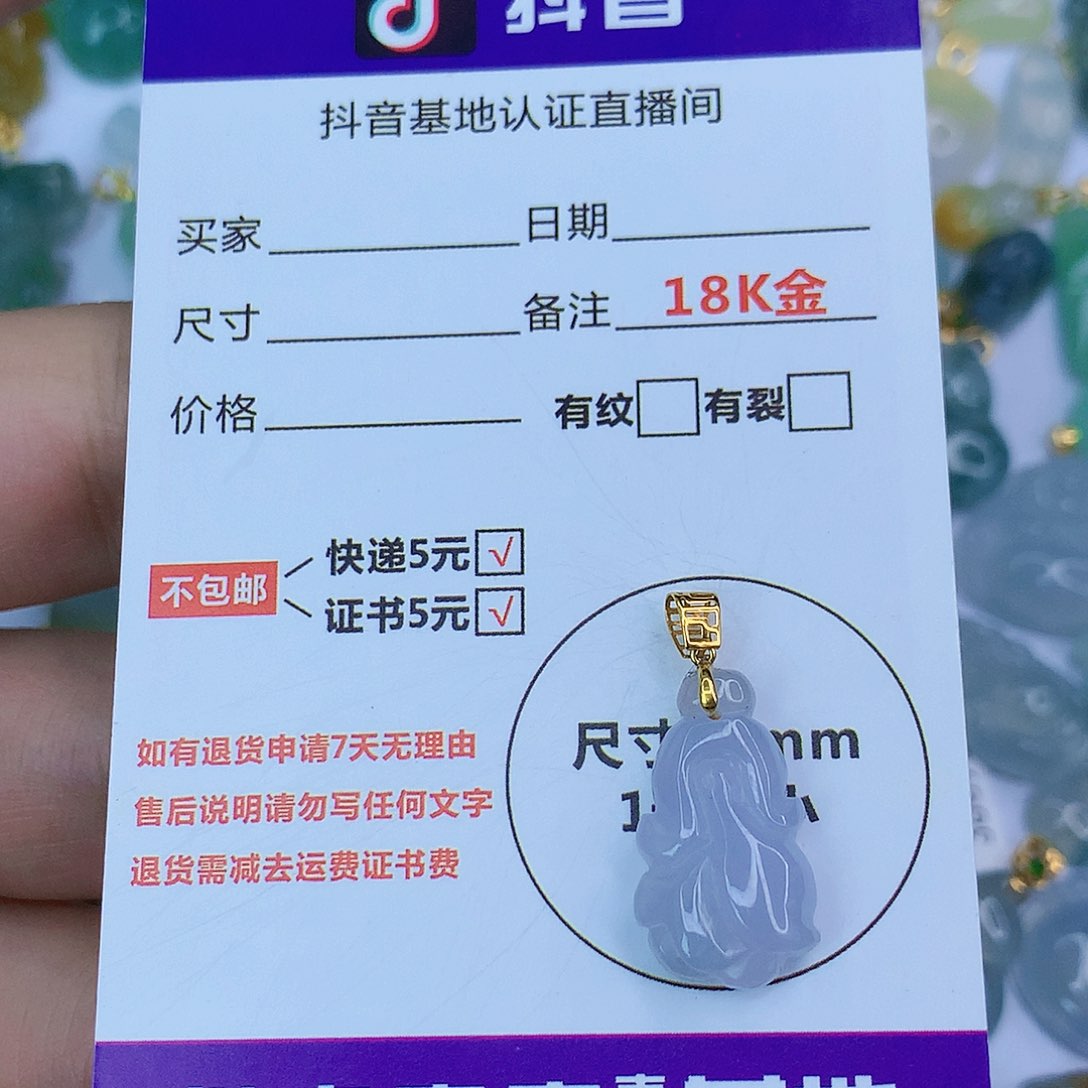 抖音
抖音基地认证直播间
买家 日期
尺寸 备注 18K金
价格 有纹 有裂
快递5元 √
不包邮
证书5元 √
尺寸 mm
如有退货申请7天无理由
售后说明请勿写任何文字
退货需减去运费证书费